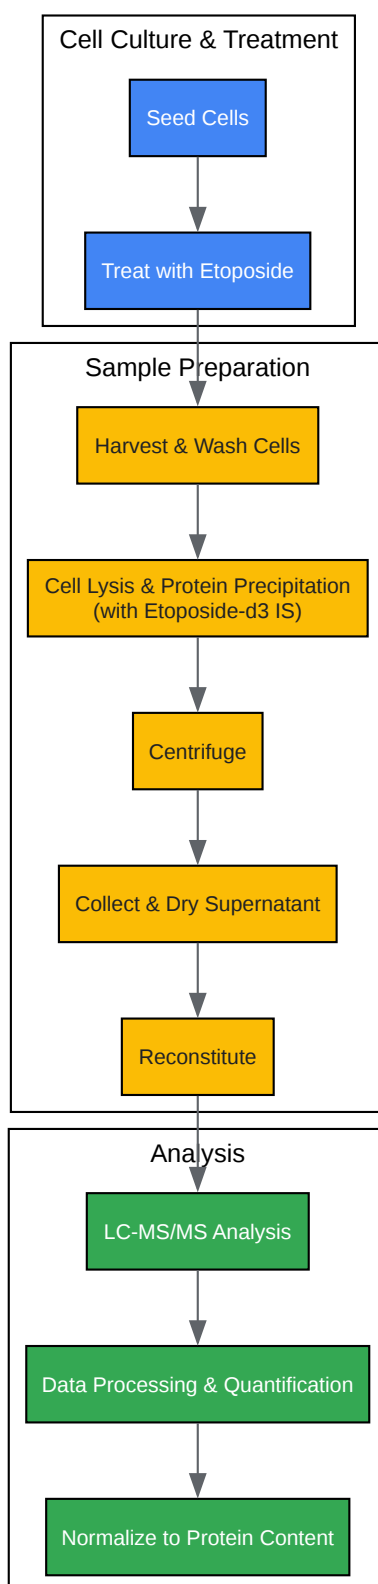 Cell Culture & Treatment
Seed Cells
Treat with Etoposide
Sample Preparation
Harvest & Wash Cells
Cell Lysis & Protein Precipitation
(with Etoposide-d3 IS)
Centrifuge
Collect & Dry Supernatant
Reconstitute
Analysis
LC-MS/MS Analysis
Data Processing & Quantification
Normalize to Protein Content